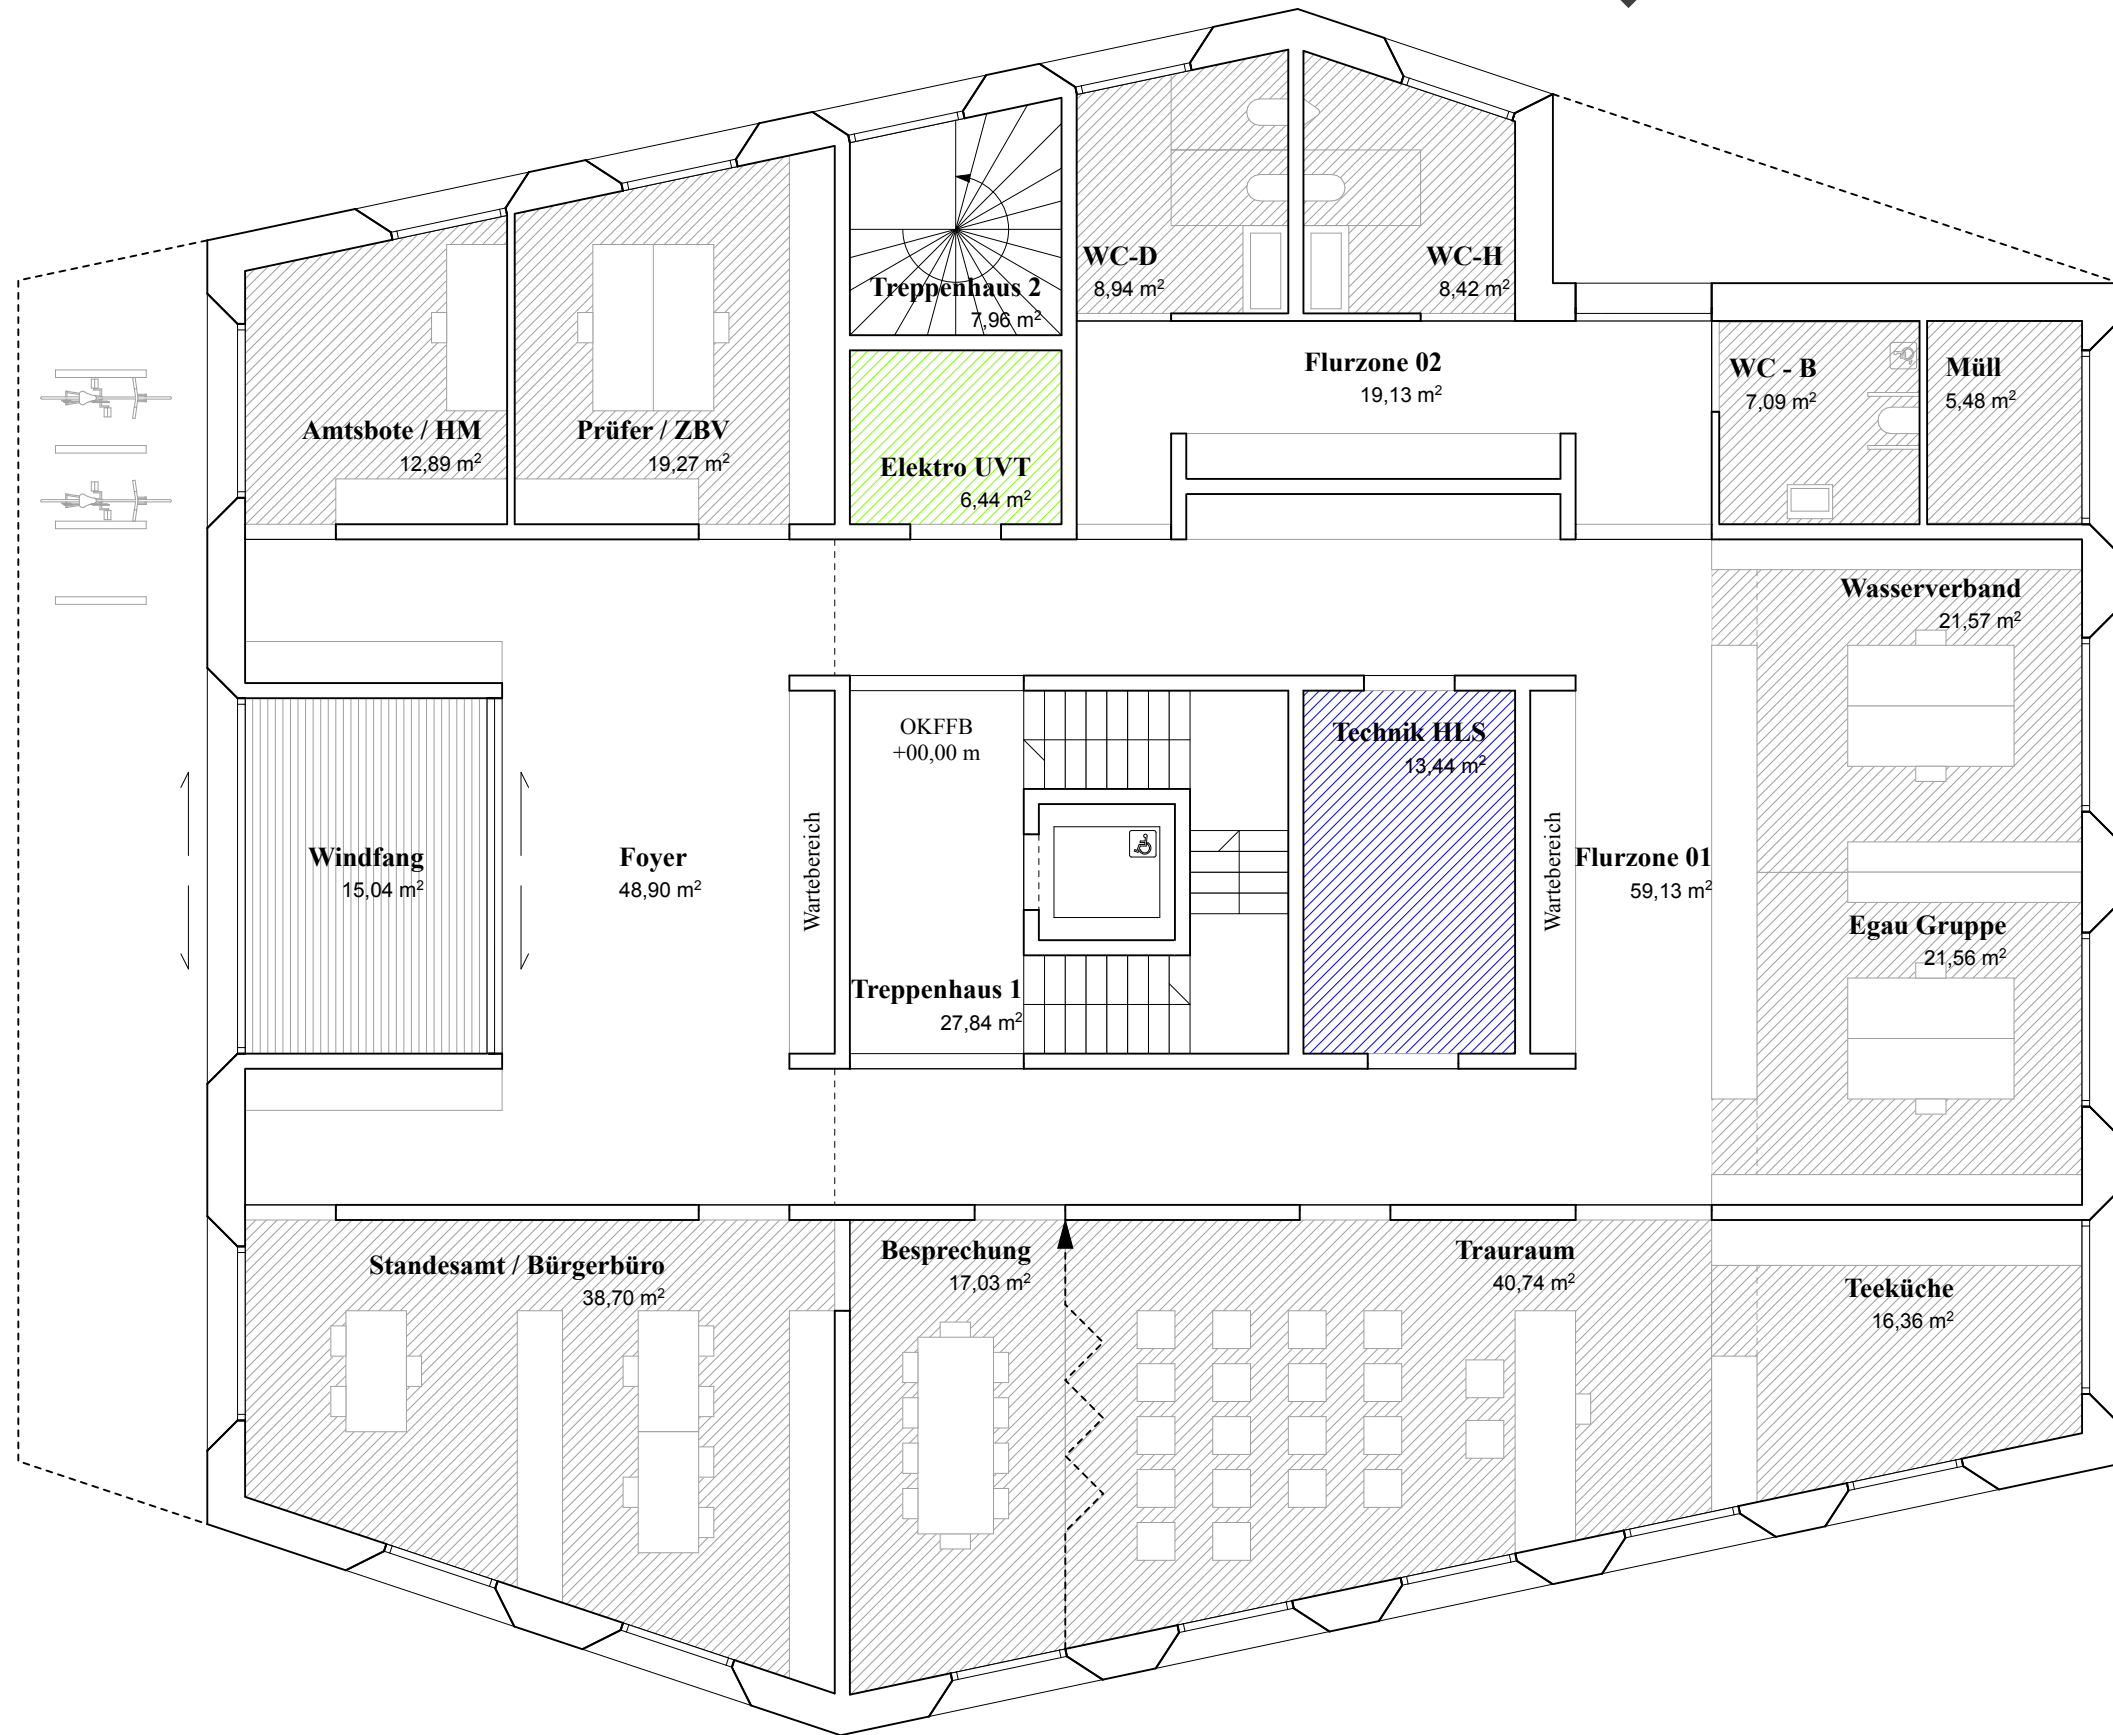 WC-D
8,94 m²
WC-H
8,42 m²
Treppenhaus 2
7,96 m²
Flurzone 02
19,13 m²
WC - B
7,09 m²
Müll
5,48 m²
Amtsbote / HM
12,89 m²
Prüfer / ZBV
19,27 m²
Elektro UVT
6,44 m²
Wasserverband
21,57 m²
OKFFB
+00,00 m
Technik HLS
13,44 m²
Windfang
15,04 m²
Foyer
48,90 m²
Wartebereich
Wartebereich
Flurzone 01
59,13 m²
Egau Gruppe
21,56 m²
Treppenhaus 1
27,84 m²
Standesamt / Bürgerbüro
38,70 m²
Besprechung
17,03 m²
Trauraum
40,74 m²
Teeküche
16,36 m²